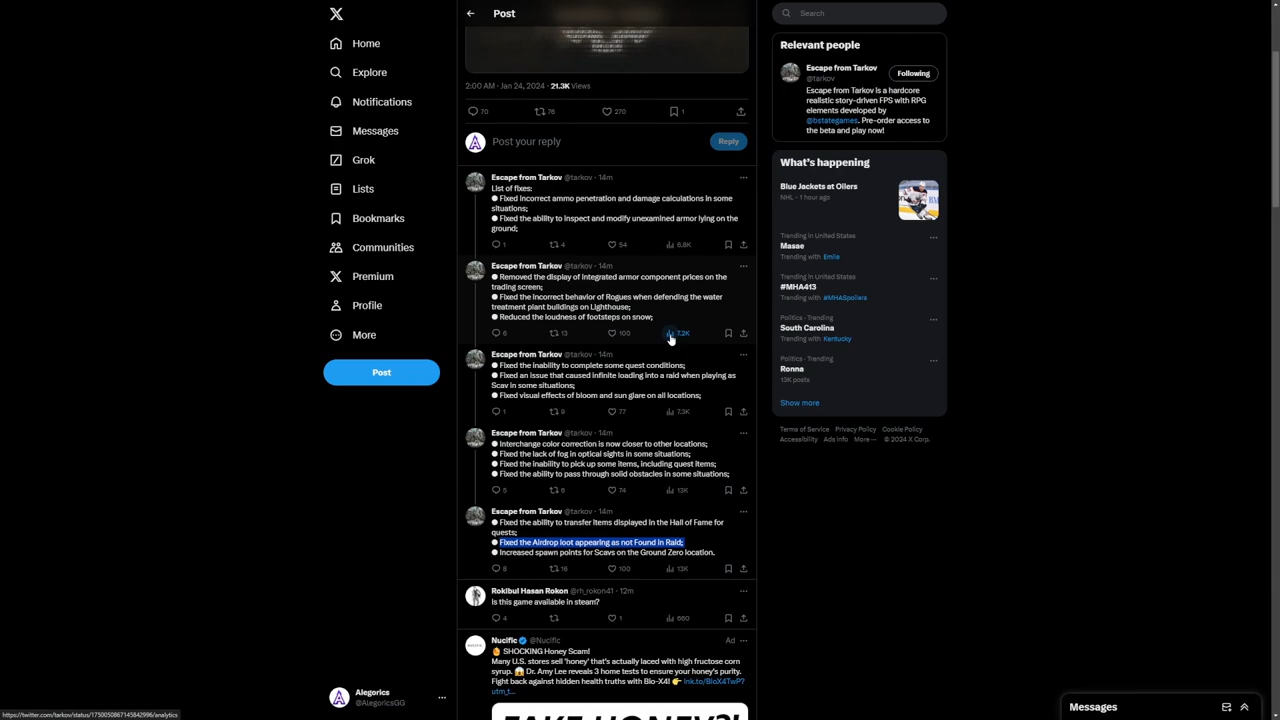 Post
Search
Home
Explore
Notifications
Messages
Grok
Lists
Bookmarks
Communities
Premium
Profile
More
Post
2:00 AM · Jan 24, 2024 · 21.3K Views
70 76 270 1
Post your reply
Reply
Escape from Tarkov @tarkov · 14m
List of fixes:
● Fixed incorrect ammo penetration and damage calculations in some
situations;
● Fixed the ability to inspect and modify unexamined armor lying on the
ground;
1 4 54 6.8K
Escape from Tarkov @tarkov · 14m
● Removed the display of integrated armor component prices on the
trading screen;
● Fixed the incorrect behavior of Rogues when defending the water
treatment plant buildings on Lighthouse;
● Reduced the loudness of footsteps on snow;
6 13 100 7.2K
Escape from Tarkov @tarkov · 14m
● Fixed the inability to complete some quest conditions;
● Fixed an issue that caused infinite loading into a raid when playing as
Scav in some situations;
● Fixed visual effects of bloom and sun glare on all locations;
1 9 77 7.3K
Escape from Tarkov @tarkov · 14m
● Interchange color correction is now closer to other locations;
● Fixed the lack of fog in optical sights in some situations;
● Fixed the inability to pick up some items, including quest items;
● Fixed the ability to pass through solid obstacles in some situations;
5 6 74 13K
Escape from Tarkov @tarkov · 14m
● Fixed the ability to transfer items displayed in the Hall of Fame for
quests;
● Fixed the Airdrop loot appearing as not Found in Raid;
● Increased spawn points for Scavs on the Ground Zero location.
8 16 100 13K
Rokibul Hasan Rokon @rh_rokon41 · 12m
Is this game available in steam?
4 1 660
Nucific @Nucific Ad
SHOCKING Honey Scam!
Many U.S. stores sell 'honey' that's actually laced with high fructose corn
syrup. Dr. Amy Lee reveals 3 home tests to ensure your honey's purity.
Fight back against hidden health truths with Bio-X4! lnk.to/BioX4TwP?
utm_t...
FAKE HONEY?!
Relevant people
Escape from Tarkov
@tarkov
Following
Escape from Tarkov is a hardcore
realistic story-driven FPS with RPG
elements developed by
@bstategames. Pre-order access to
the beta and play now!
What's happening
Blue Jackets at Oilers
NHL · 1 hour ago
Trending in United States
Masae
Trending with Emile
Trending in United States
#MHA413
Trending with #MHASpoilers
Politics · Trending
South Carolina
Trending with Kentucky
Politics · Trending
Ronna
13K posts
Show more
Terms of Service Privacy Policy Cookie Policy
Accessibility Ads info More ··· © 2024 X Corp.
Alegorics
@AlegoricsGG
Messages
https://twitter.com/tarkov/status/1750050867145842996/analytics